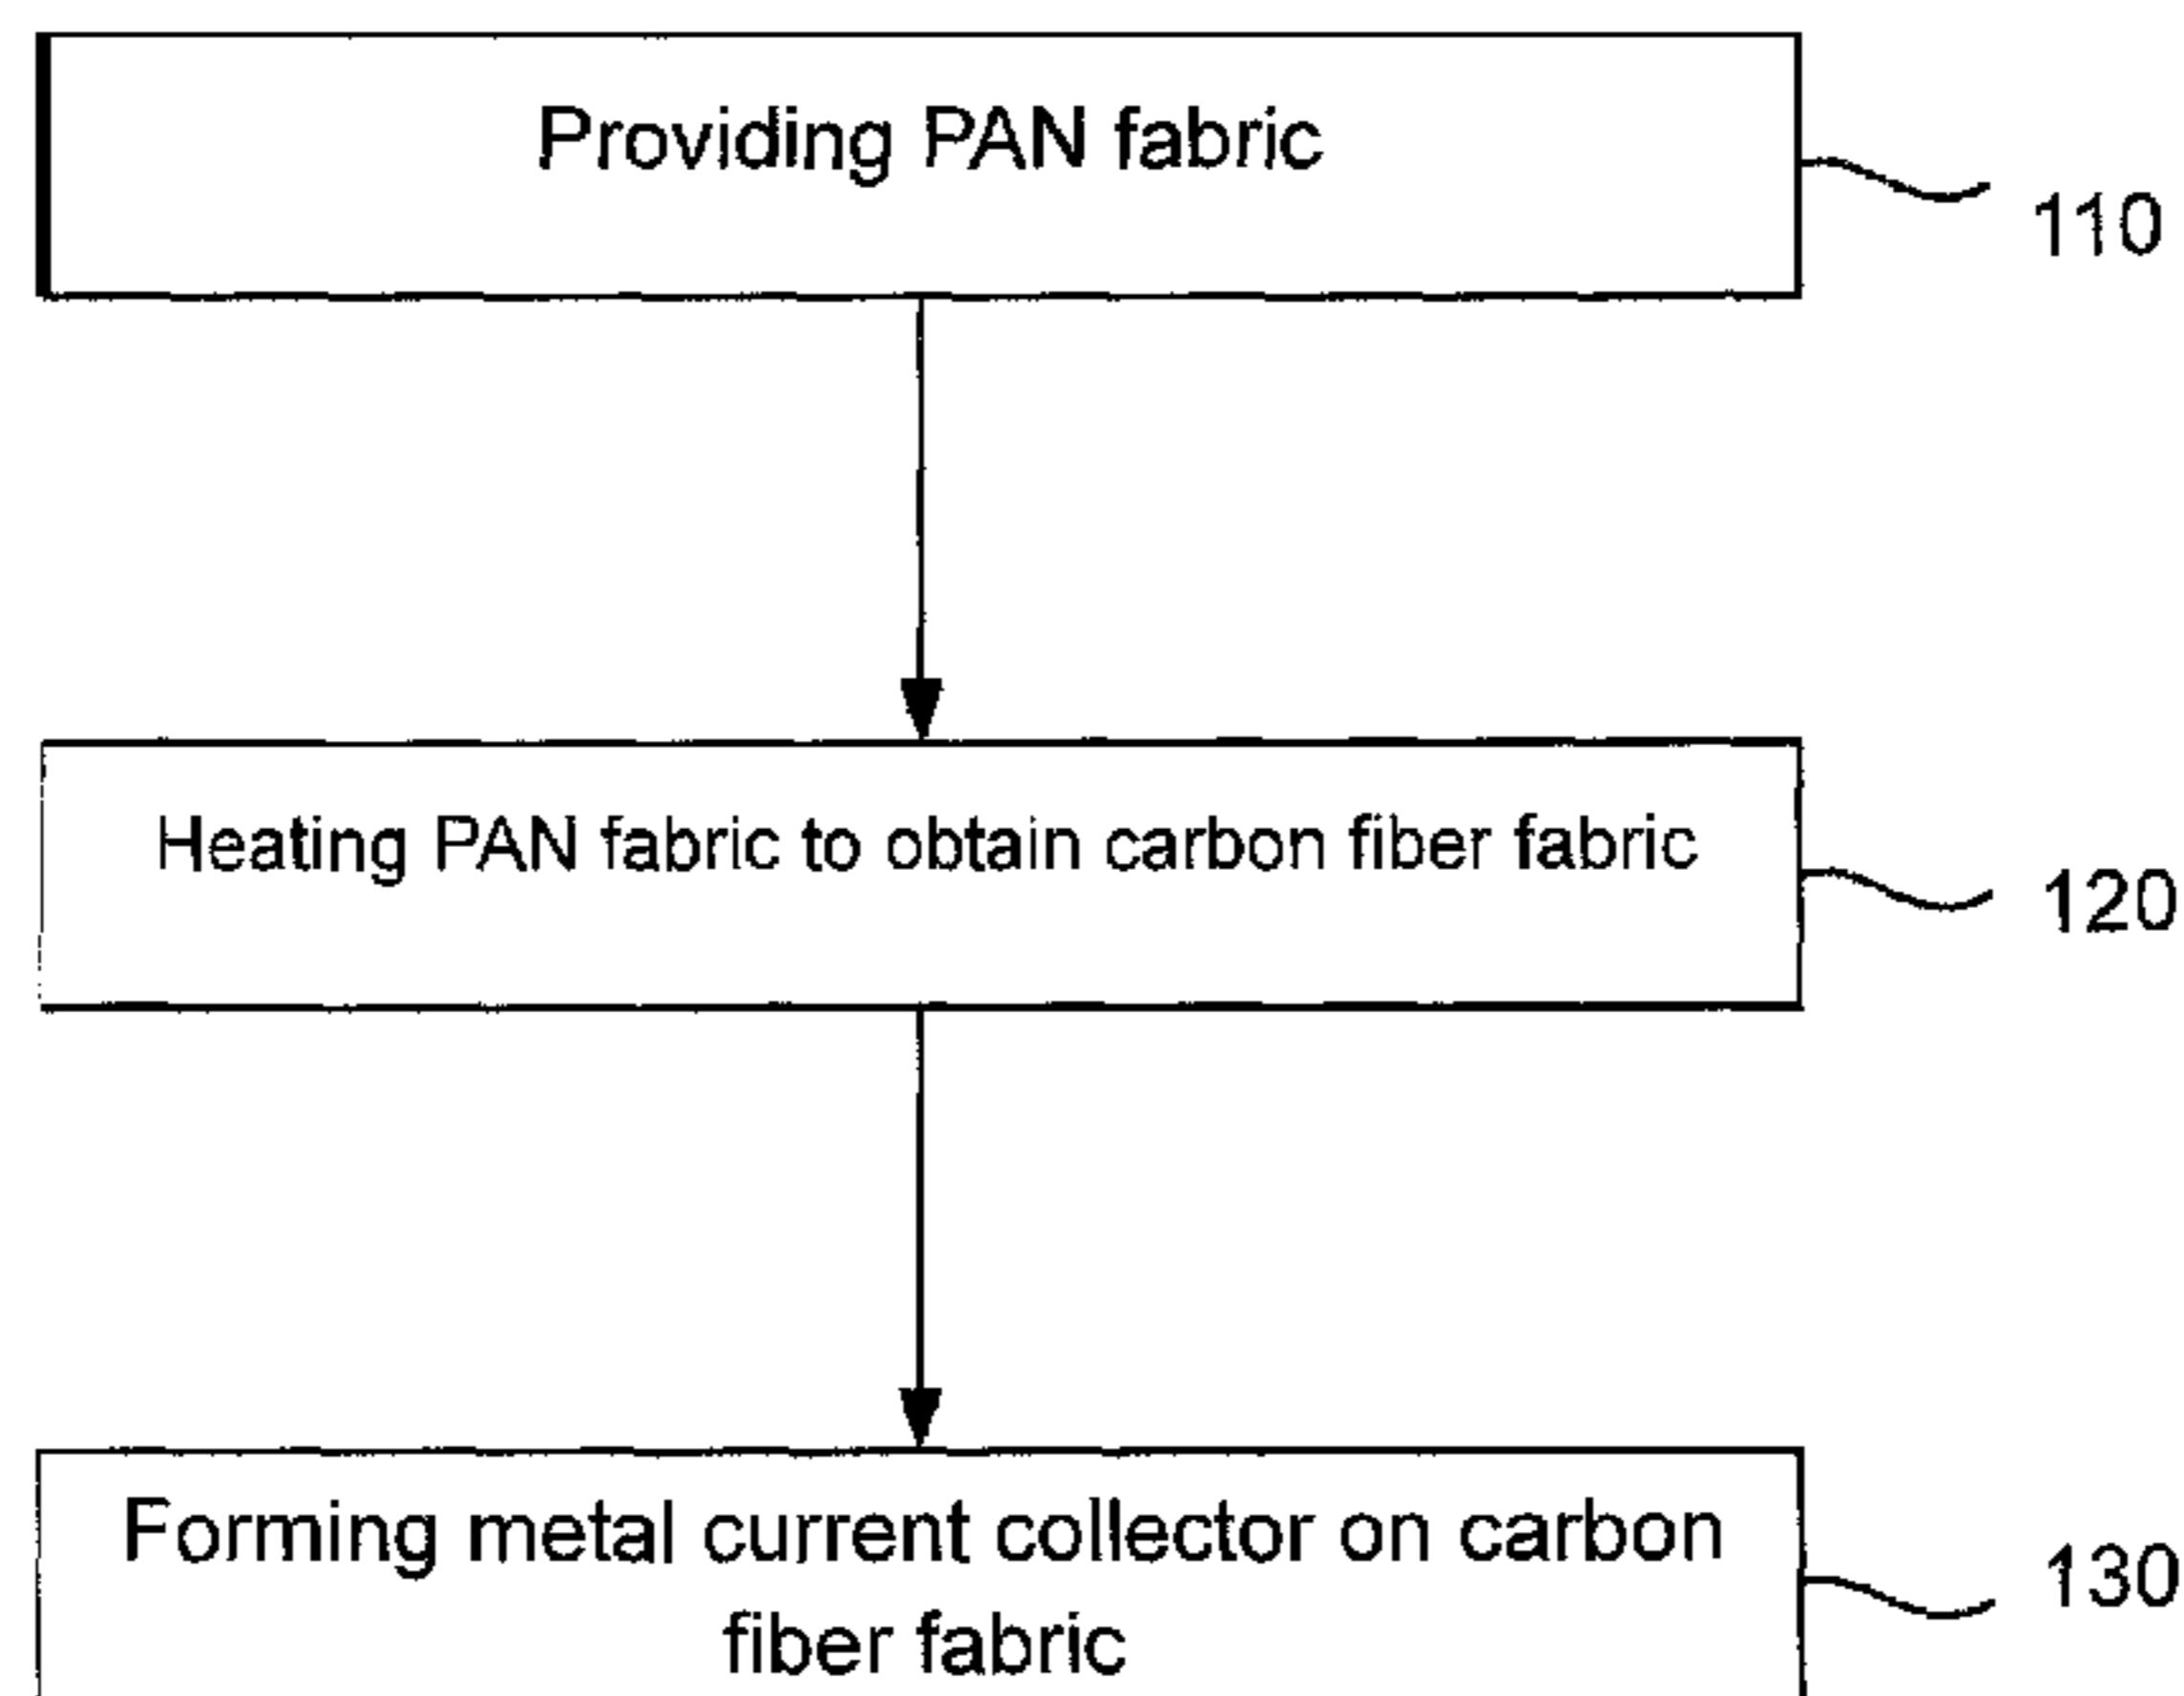 Providing PAN fabric
110
Heating PAN fabric to obtain carbon fiber fabric
120
Forming metal current collector on carbon
fiber fabric
130